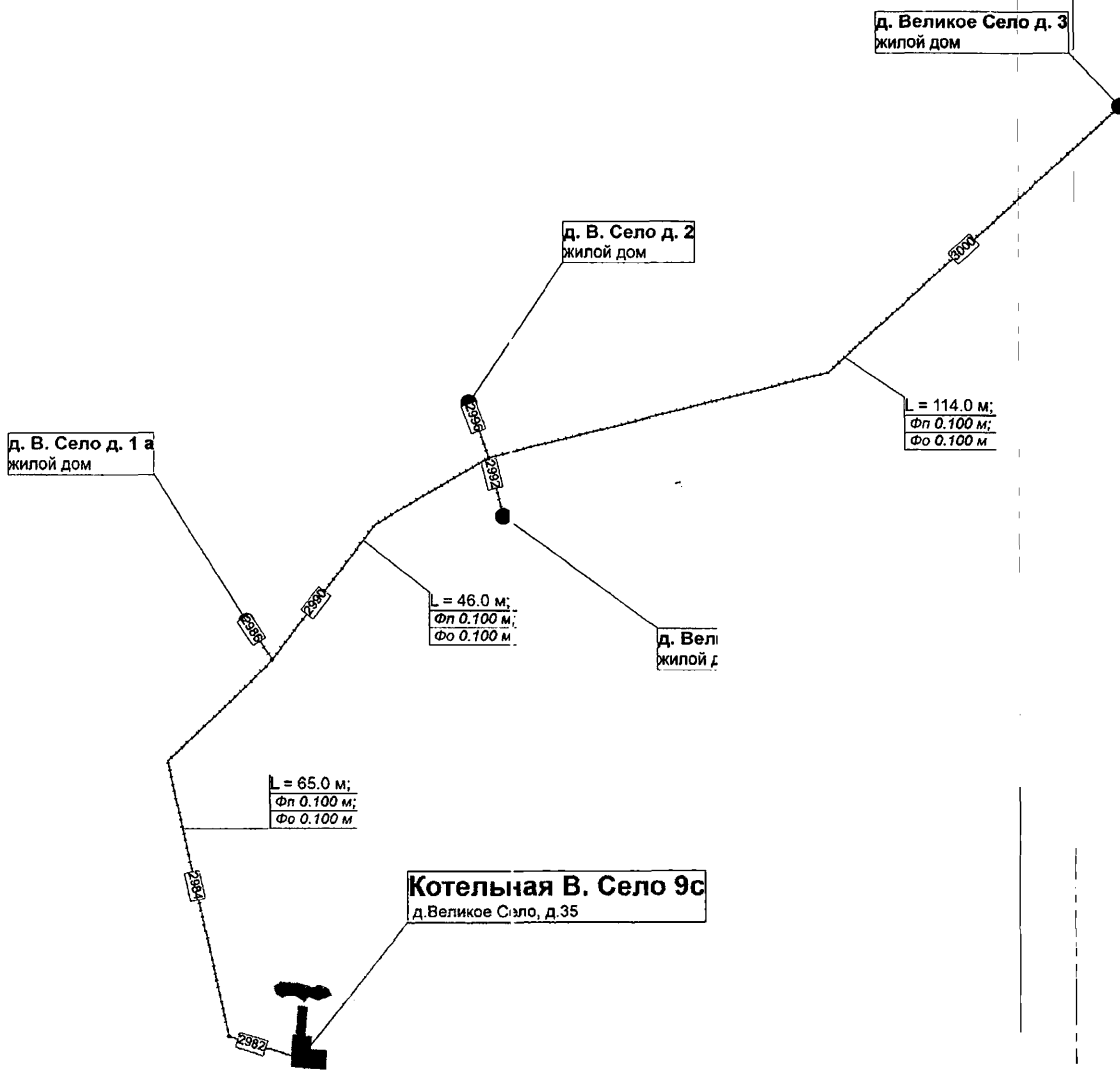 д. Великое Село д. 3
жилой дом
д. В. Село д. 2
жилой дом
3000
2996
L = 114.0 м;
Фп 0.100 м;
Фо 0.100 м
д. В. Село д. 1 а
жилой дом
2992
2990
L = 46.0 м;
Фп 0.100 м;
Фо 0.100 м
2986
жилой
L = 65.0 м;
Фп 0.100 м;
Фо 0.100 м
2984
Котельная В. Село 9с
д.Великое Село, д.35
2982